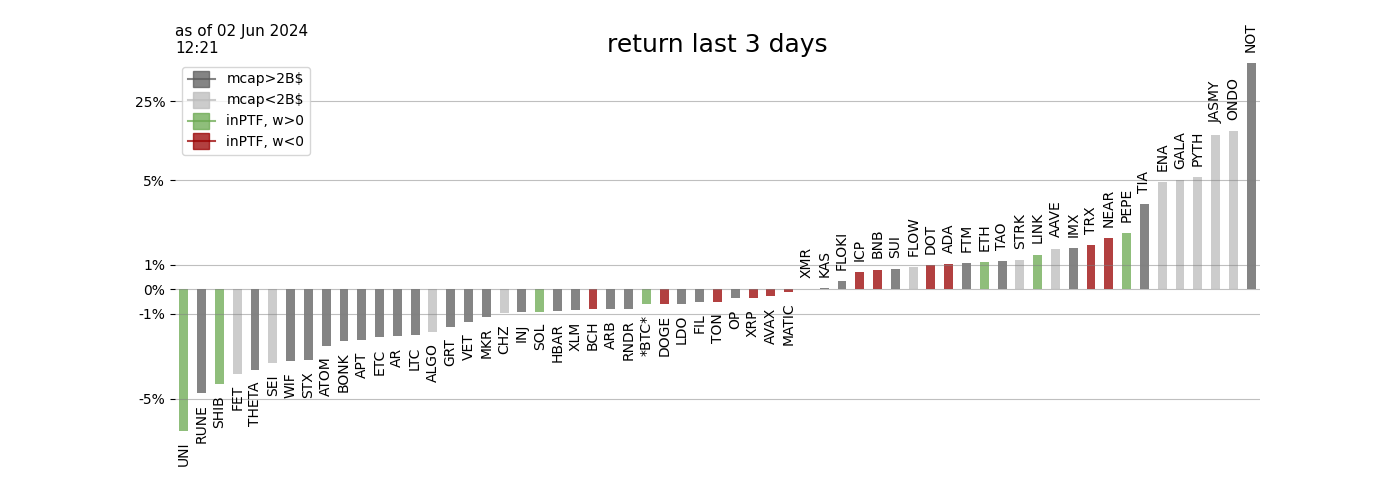 as of 02 Jun 2024
12:21
return last 3 days
mcap>2B$
mcap<2B$
inPTF, w>0
inPTF, w<0
25%
5%
1%
0%
-1%
-5%
UNI
RUNE
SHIB
FET
THETA
SEI
WIF
STX
ATOM
BONK
APT
ETC
AR
LTC
ALGO
GRT
VET
MKR
CHZ
INJ
SOL
HBAR
XLM
BCH
ARB
RNDR
*BTC*
DOGE
LDO
FIL
TON
OP
XRP
AVAX
MATIC
XMR
KAS
FLOKI
ICP
BNB
SUI
FLOW
DOT
ADA
FTM
ETH
TAO
STRK
LINK
AAVE
IMX
TRX
NEAR
PEPE
TIA
ENA
GALA
PYTH
JASMY
ONDO
NOT